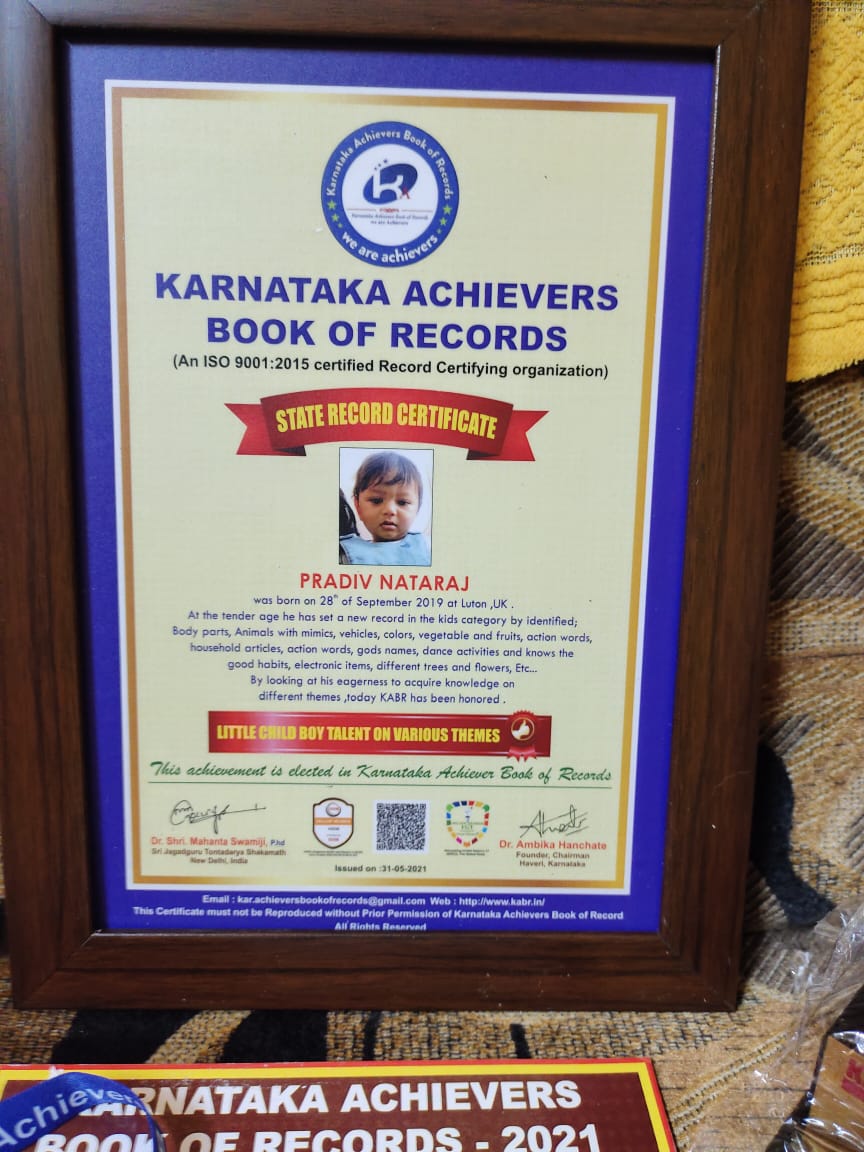 Karnataka Achievers Book of Records
Karnataka Achievers Book of Records
we are Achievers
we are achievers
KARNATAKA ACHIEVERS
BOOK OF RECORDS
(An ISO 9001:2015 certified Record Certifying organization)
STATE RECORD CERTIFICATE
PRADIV NATARAJ
was born on 28th of September 2019 at Luton ,UK .
At the tender age he has set a new record in the kids category by identified;
Body parts, Animals with mimics, vehicles, colors, vegetable and fruits, action words,
household articles, action words, gods names, dance activities and knows the
good habits, electronic items, different trees and flowers, Etc...
By looking at his eagerness to acquire knowledge on
different themes ,today KABR has been honored .
LITTLE CHILD BOY TALENT ON VARIOUS THEMES
This achievement is elected in Karnataka Achiever Book of Records
Dr. Shri. Mahanta Swamiji, P.hd
Sri Jagadguru Tontadarya Shakamath
New Delhi, India
Dr. Ambika Hanchate
Founder, Chairman
Haveri, Karnataka
Issued on :31-05-2021
Email : kar.achieversbookofrecords@gmail.com Web : http://www.kabr.in/
This Certificate must not be Reproduced without Prior Permission of Karnataka Achievers Book of Record
All Rights Reserved
Achievers
KARNATAKA ACHIEVERS
BOOK OF RECORDS - 2021